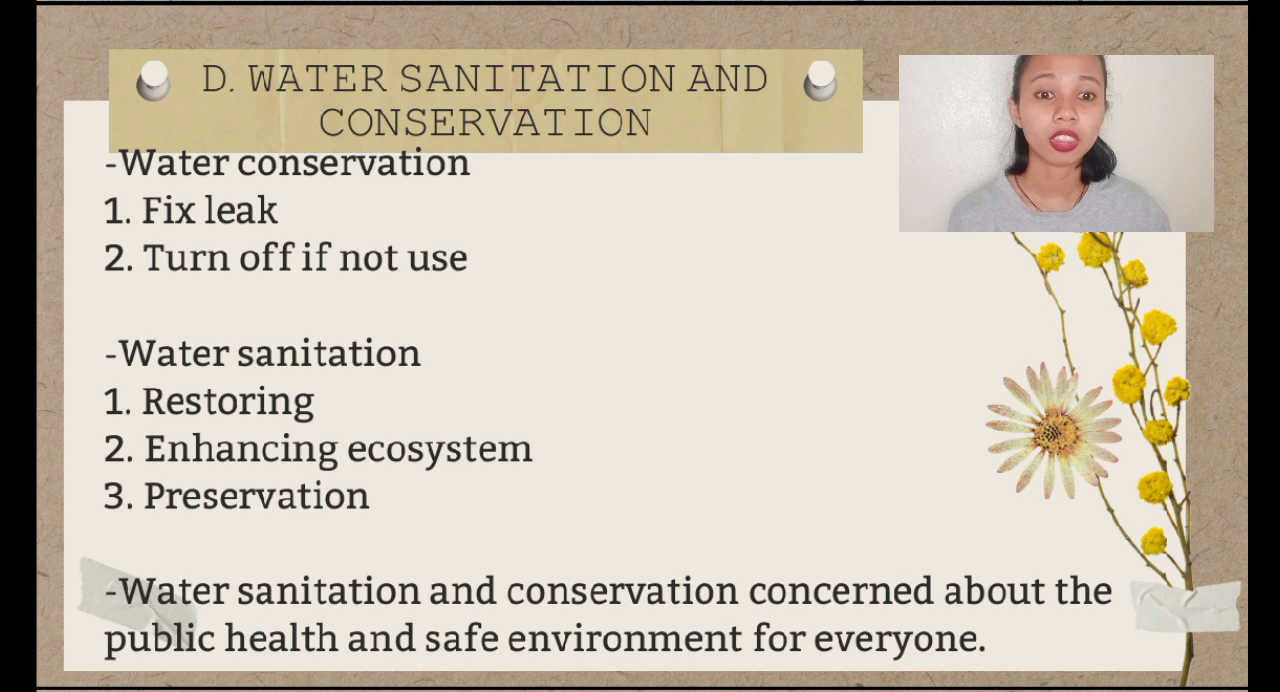 D. WATER SANITATION AND
CONSERVATION
-Water conservation
1. Fix leak
2. Turn off if not use
-Water sanitation
1. Restoring
2. Enhancing ecosystem
3. Preservation
-Water sanitation and conservation concerned about the
public health and safe environment for everyone.